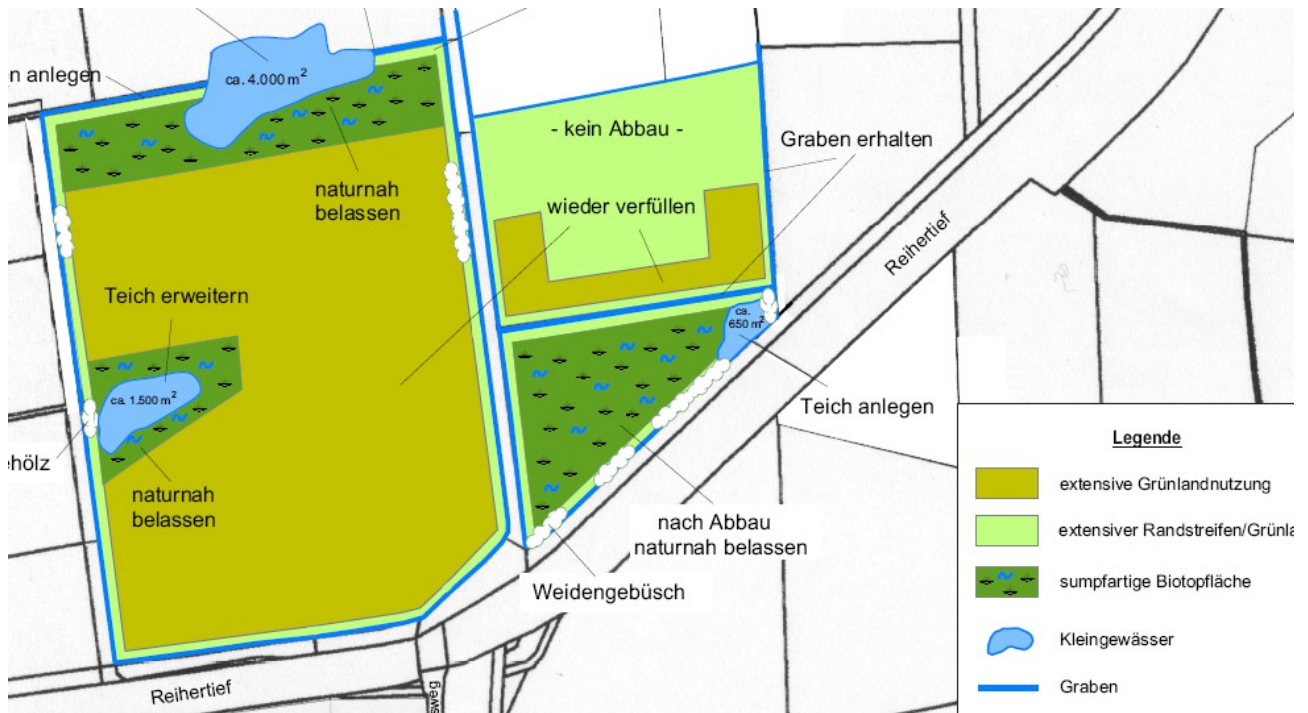 ca. 4.000 m²
en anlegen
- kein Abbau -
Graben erhalten
naturnah
belassen
wieder verfüllen
Reihertief
Teich erweitern
ca.
650 m²
ca. 1.500 m²
Teich anlegen
ehölz
naturnah
belassen
nach Abbau
naturnah belassen
Weidengebüsch
Reihertief
sweg
Legende
extensive Grünlandnutzung
extensiver Randstreifen/Grünla
sumpfartige Biotopfläche
Kleingewässer
Graben